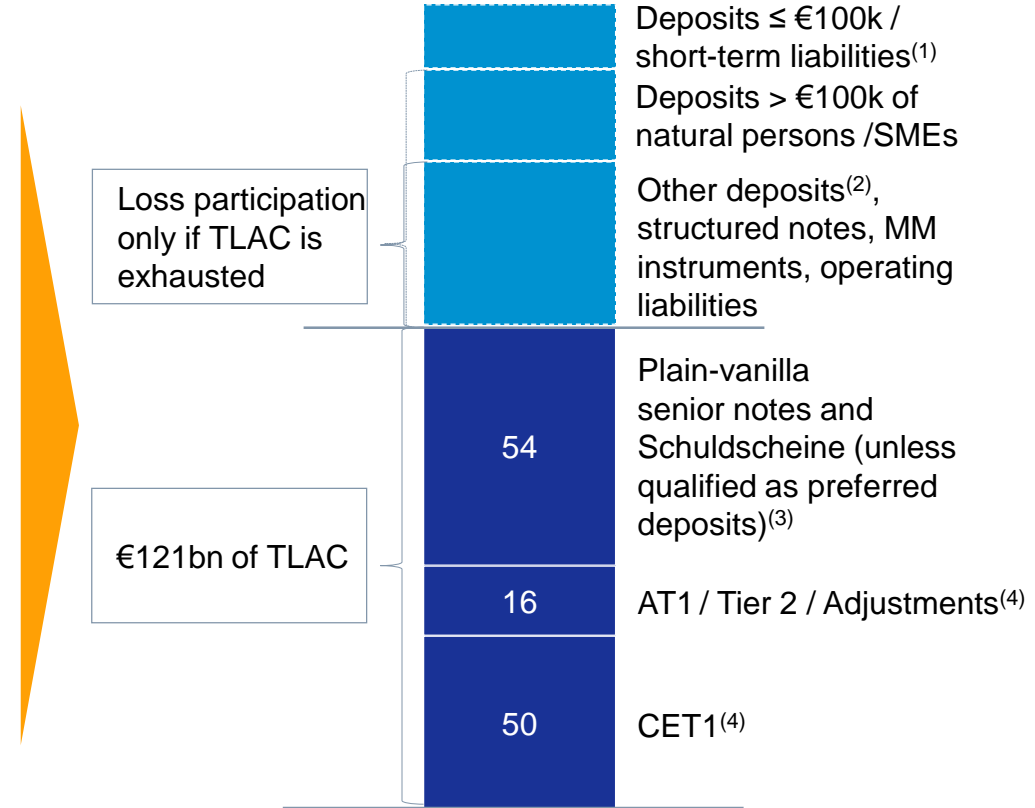 Deposits ≤ €100k /
short-term liabilities(1)
Deposits > €100k of
natural persons /SMEs
Loss participation
only if TLAC is
exhausted
Other deposits(2),
structured notes, MM
instruments, operating
liabilities
54
Plain-vanilla
senior notes and
Schuldscheine (unless
qualified as preferred
deposits)(3)
€121bn of TLAC
16
AT1 / Tier 2 / Adjustments(4)
50
CET1(4)